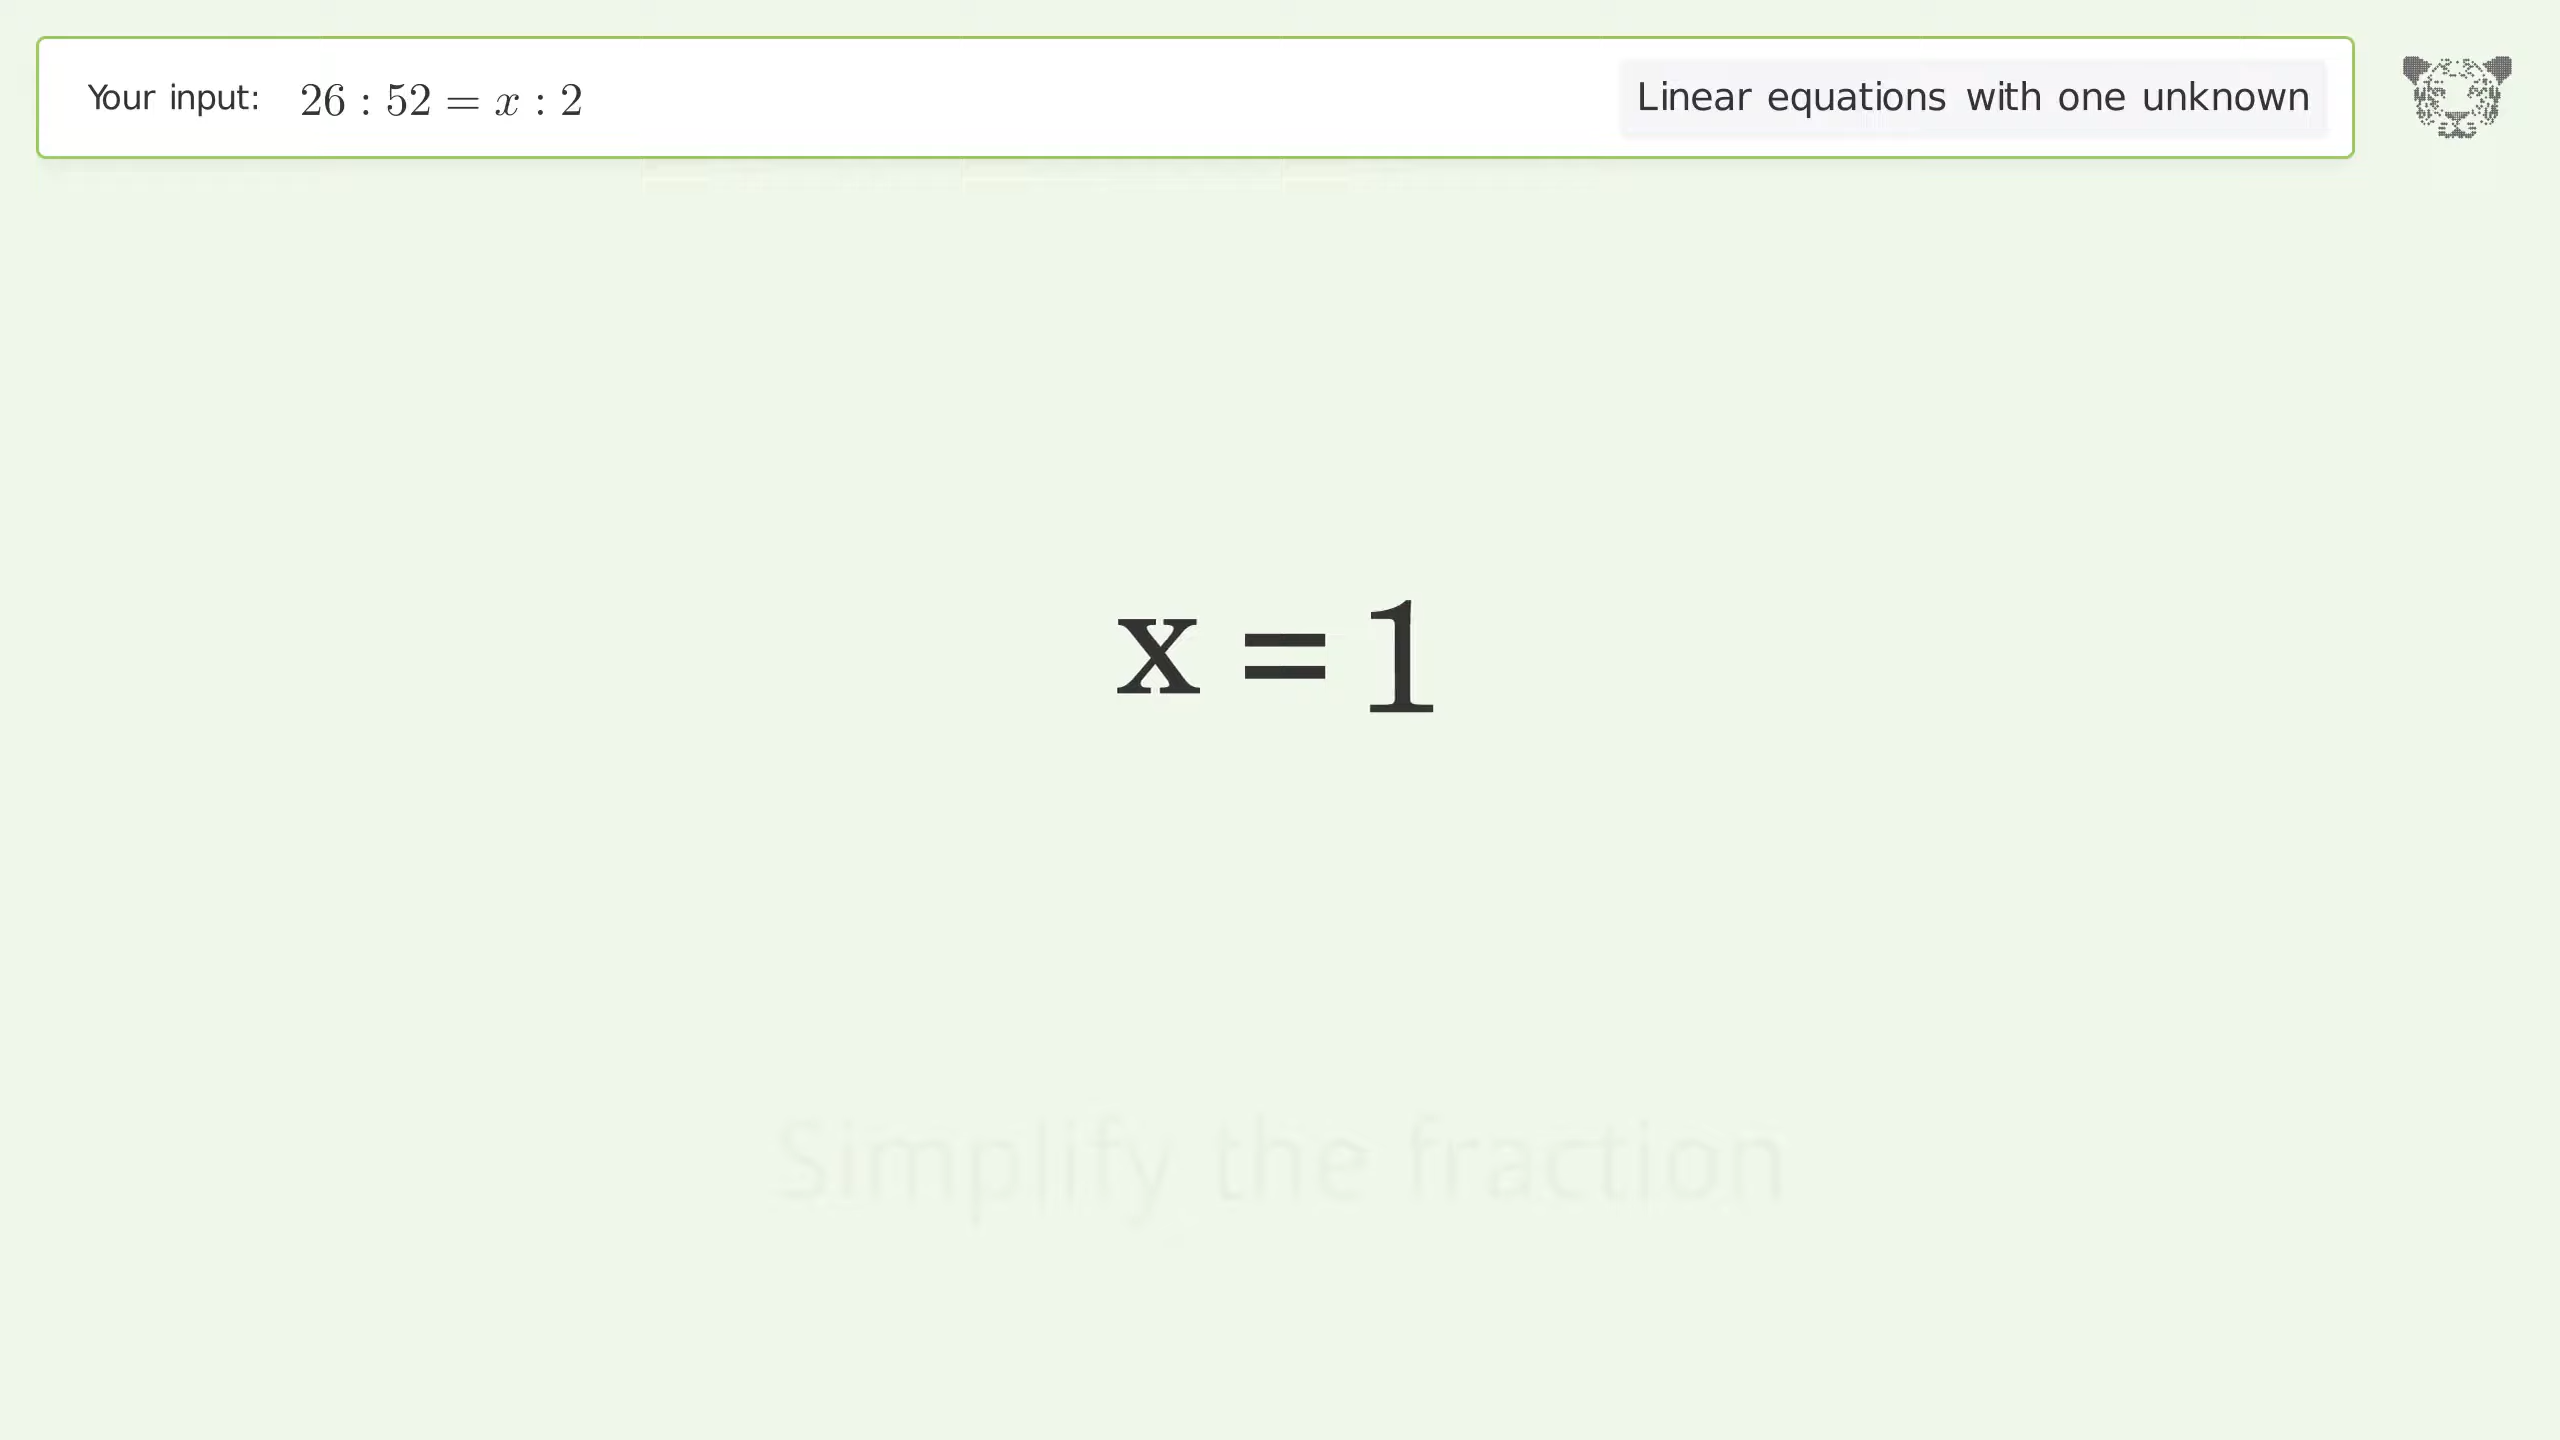 Your input: 26 : 52 = x : 2
Linear equations with one unknown
x = 1
Simplify the fraction